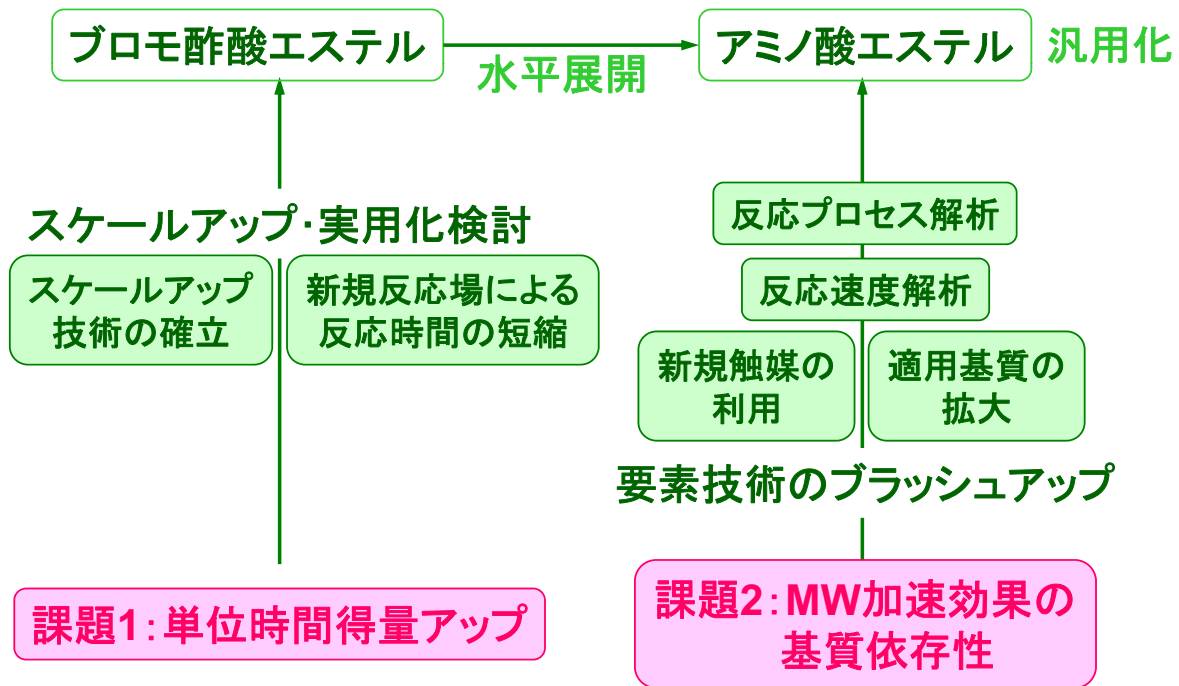 ブロモ酢酸エステル
水平展開
アミノ酸エステル
汎用化
スケールアップ・実用化検討
スケールアップ
技術の確立
新規反応場による
反応時間の短縮
課題1：単位時間得量アップ
反応プロセス解析
反応速度解析
新規触媒の
利用
適用基質の
拡大
要素技術のブラッシュアップ
課題2：MW加速効果の
基質依存性